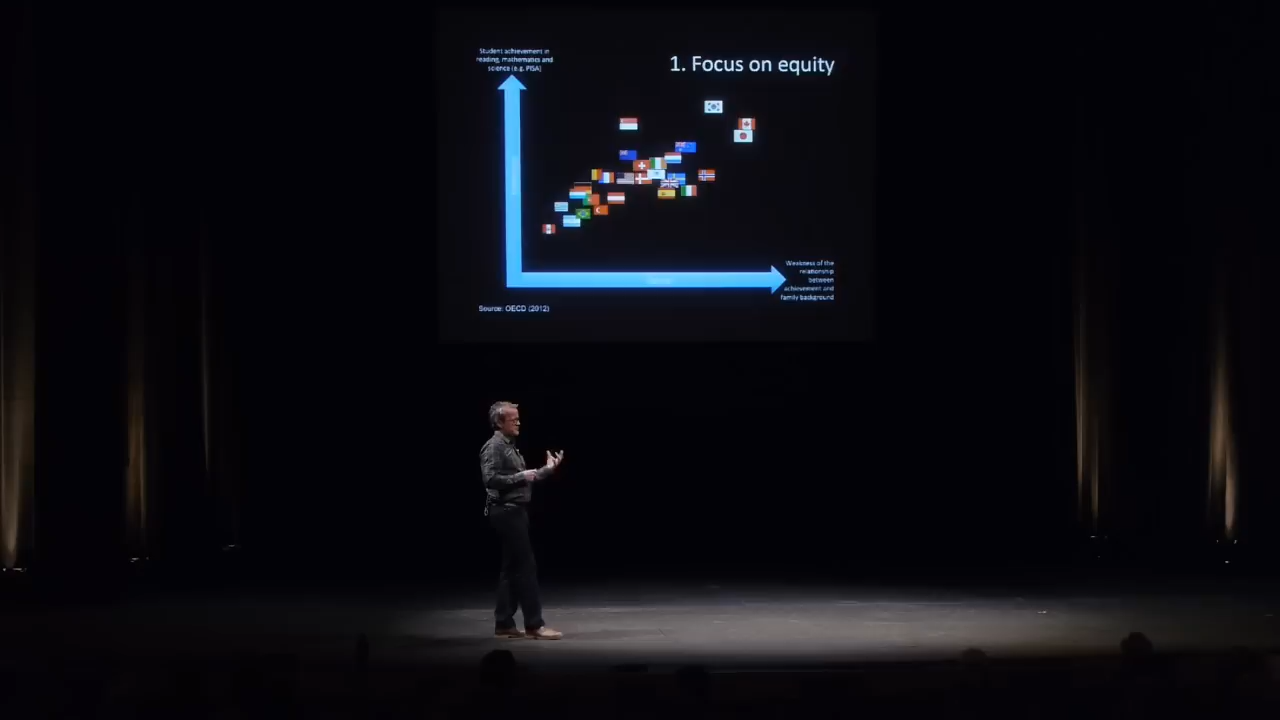 Student achievement in
reading, mathematics and
science (e.g. PISA)
1. Focus on equity
Weakness of the
relationship
between
achievement and
family background
Source: OECD (2012)